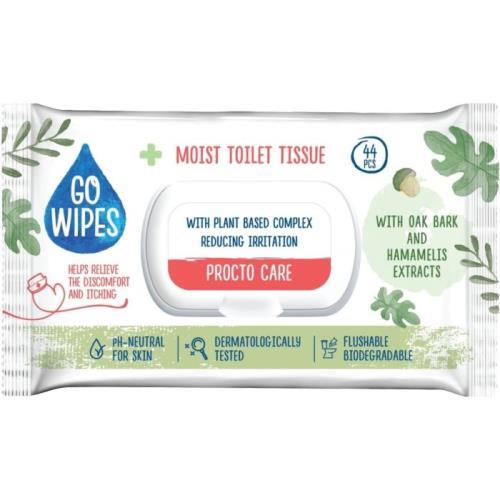 GO
WIPES
MOIST TOILET TISSUE
44
PCS
WITH PLANT BASED COMPLEX
REDUCING IRRITATION
PROCTO CARE
WITH OAK BARK
AND
HAMAMELIS
EXTRACTS
HELPS RELIEVE
THE DISCOMFORT
AND ITCHING
pH-NEUTRAL
FOR SKIN
DERMATOLOGICALLY
TESTED
FLUSHABLE
BIODEGRADABLE